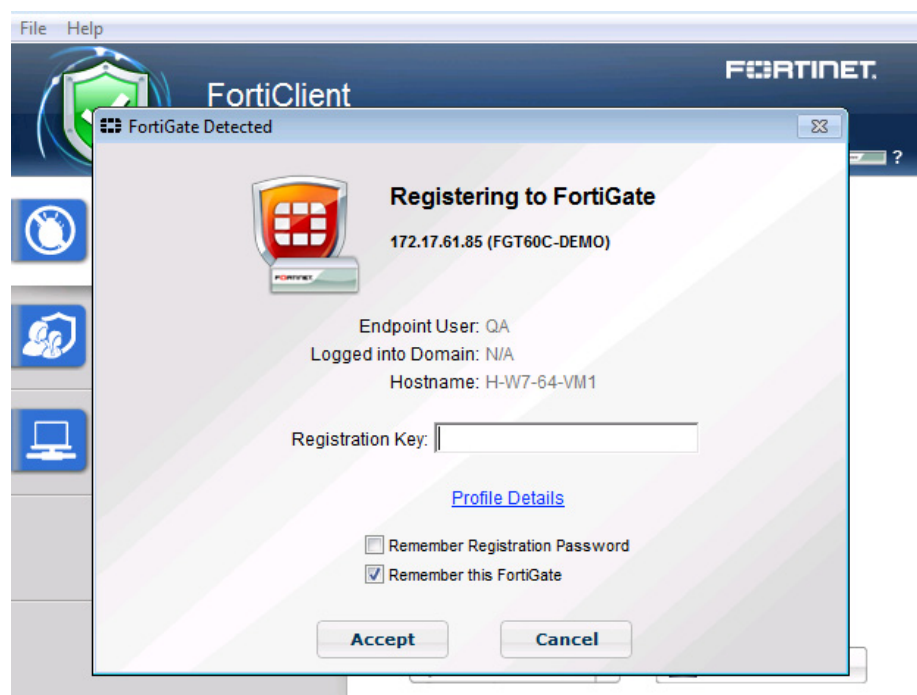 File Help
FORTINET.
FortiClient
FortiGate Detected
?
Registering to FortiGate
172.17.61.85 (FGT60C-DEMO)
FORTINET
Endpoint User: QA
Logged into Domain: N/A
Hostname: H-W7-64-VM1
Registration Key:
Profile Details
Remember Registration Password
Remember this FortiGate
Accept Cancel